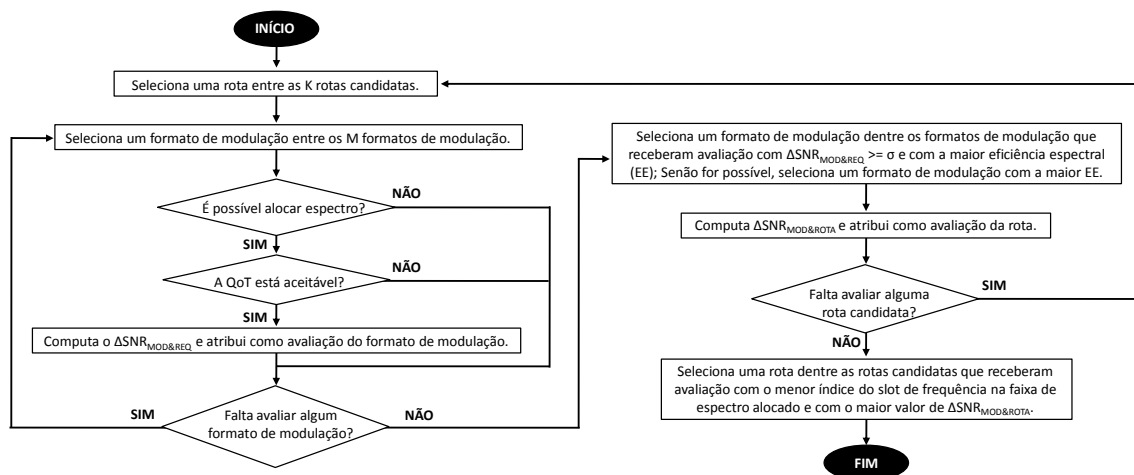 INÍCIO
Seleciona uma rota entre as K rotas candidatas.
Seleciona um formato de modulação entre os M formatos de modulação.
É possível alocar espectro?
NÃO
SIM
A QoT está aceitável?
NÃO
SIM
Computa o ΔSNRMOD&REQ e atribui como avaliação do formato de modulação.
Falta avaliar algum
formato de modulação?
SIM
NÃO
Seleciona um formato de modulação dentre os formatos de modulação que
receberam avaliação com ΔSNRMOD&REQ >= σ e com a maior eficiência espectral
(EE); Senão for possível, seleciona um formato de modulação com a maior EE.
Computa ΔSNRMOD&ROTA e atribui como avaliação da rota.
Falta avaliar alguma
rota candidata?
SIM
NÃO
Seleciona uma rota dentre as rotas candidatas que receberam
avaliação com o menor índice do slot de frequência na faixa de
espectro alocado e com o maior valor de ΔSNRMOD&ROTA.
FIM